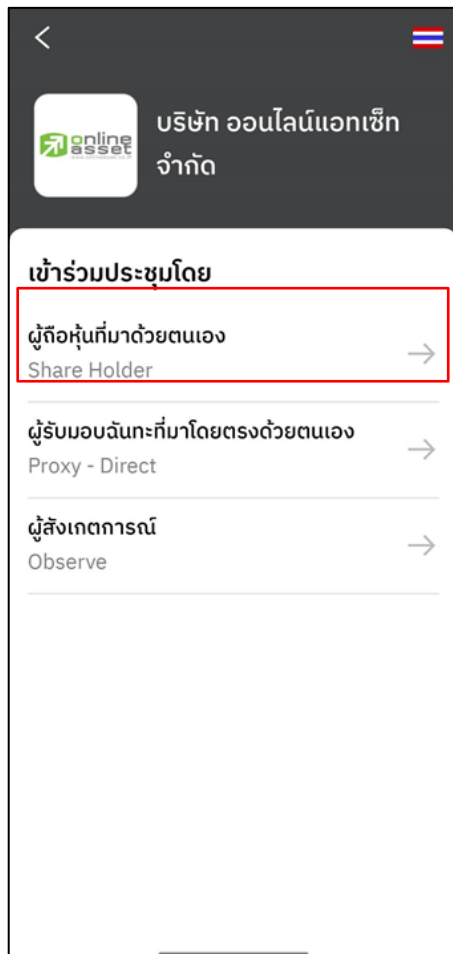 online
asset
www.onlineasset.co.th
บริษัท ออนไลน์แอทเซ็ท
จำกัด
เข้าร่วมประชุมโดย
ผู้ถือหุ้นที่มาด้วยตนเอง
Share Holder
ผู้รับมอบฉันทะที่มาโดยตรงด้วยตนเอง
Proxy - Direct
ผู้สังเกตการณ์
Observe